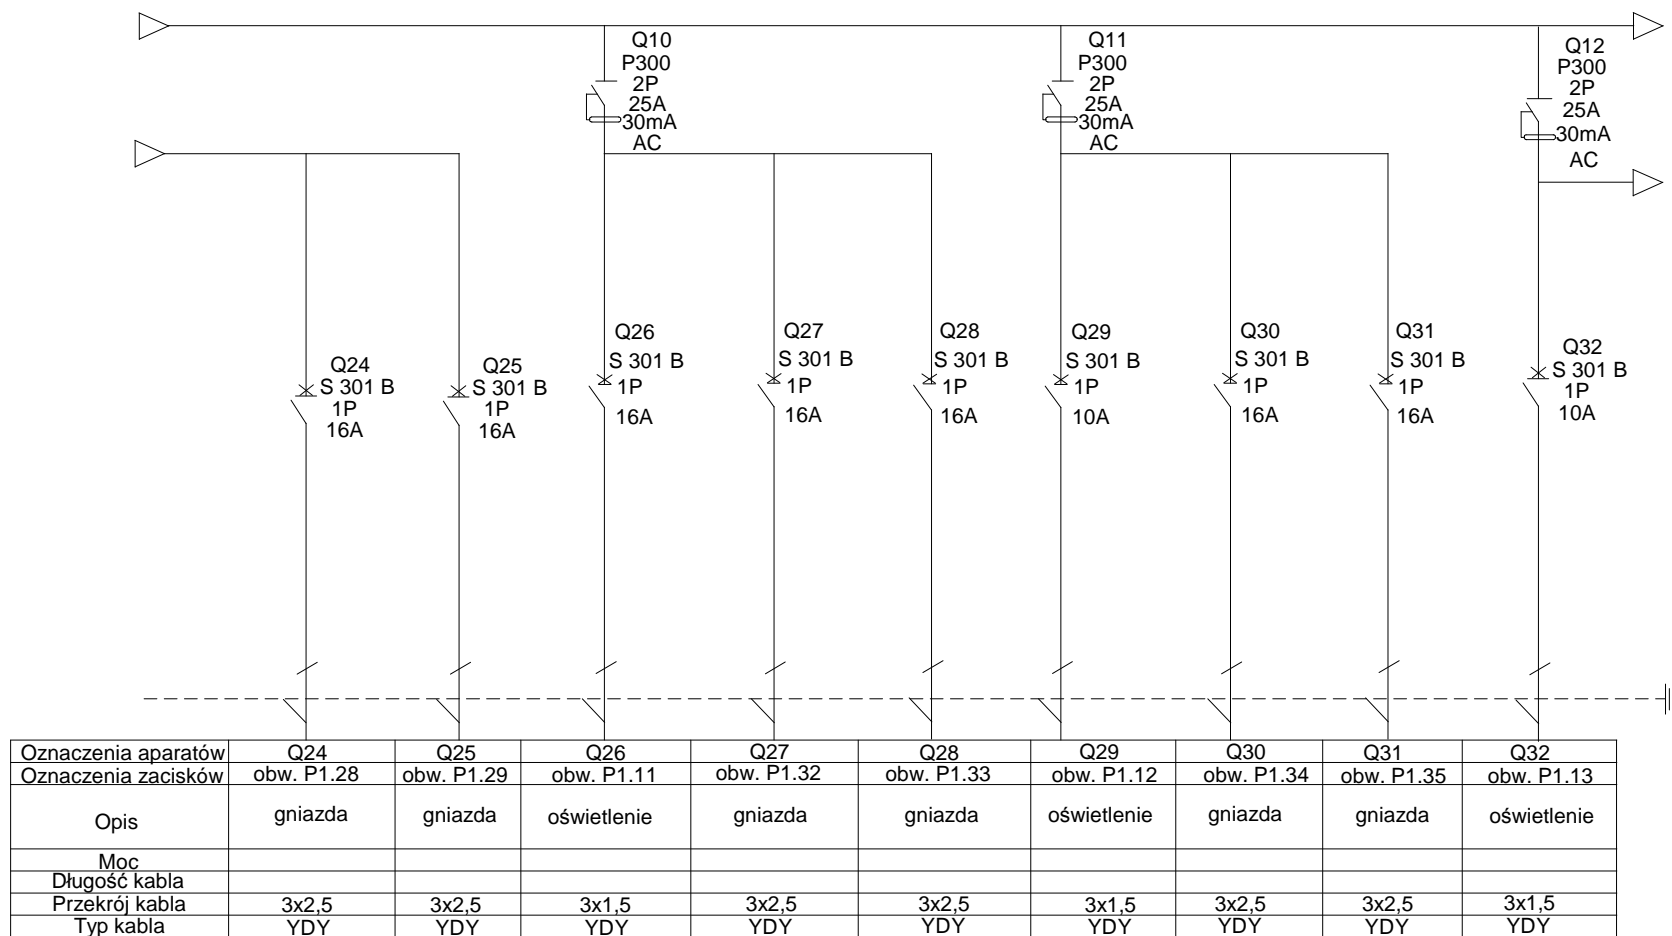 Q10
P300
2P
25A
30mA
AC
Q11
P300
2P
25A
30mA
AC
Q12
P300
2P
25A
30mA
AC
Q24
S 301 B
1P
16A
Q25
S 301 B
1P
16A
Q26
S 301 B
1P
16A
Q27
S 301 B
1P
16A
Q28
S 301 B
1P
16A
Q29
S 301 B
1P
10A
Q30
S 301 B
1P
16A
Q31
S 301 B
1P
16A
Q32
S 301 B
1P
10A
Oznaczenia aparatów Q24 Q25 Q26 Q27 Q28 Q29 Q30 Q31 Q32
Oznaczenia zacisków obw. P1.28 obw. P1.29 obw. P1.11 obw. P1.32 obw. P1.33 obw. P1.12 obw. P1.34 obw. P1.35 obw. P1.13
Opis gniazda gniazda oświetlenie gniazda gniazda oświetlenie gniazda gniazda oświetlenie
Moc
Długość kabla
Przekrój kabla 3x2,5 3x2,5 3x1,5 3x2,5 3x2,5 3x1,5 3x2,5 3x2,5 3x1,5
Typ kabla YDY YDY YDY YDY YDY YDY YDY YDY YDY